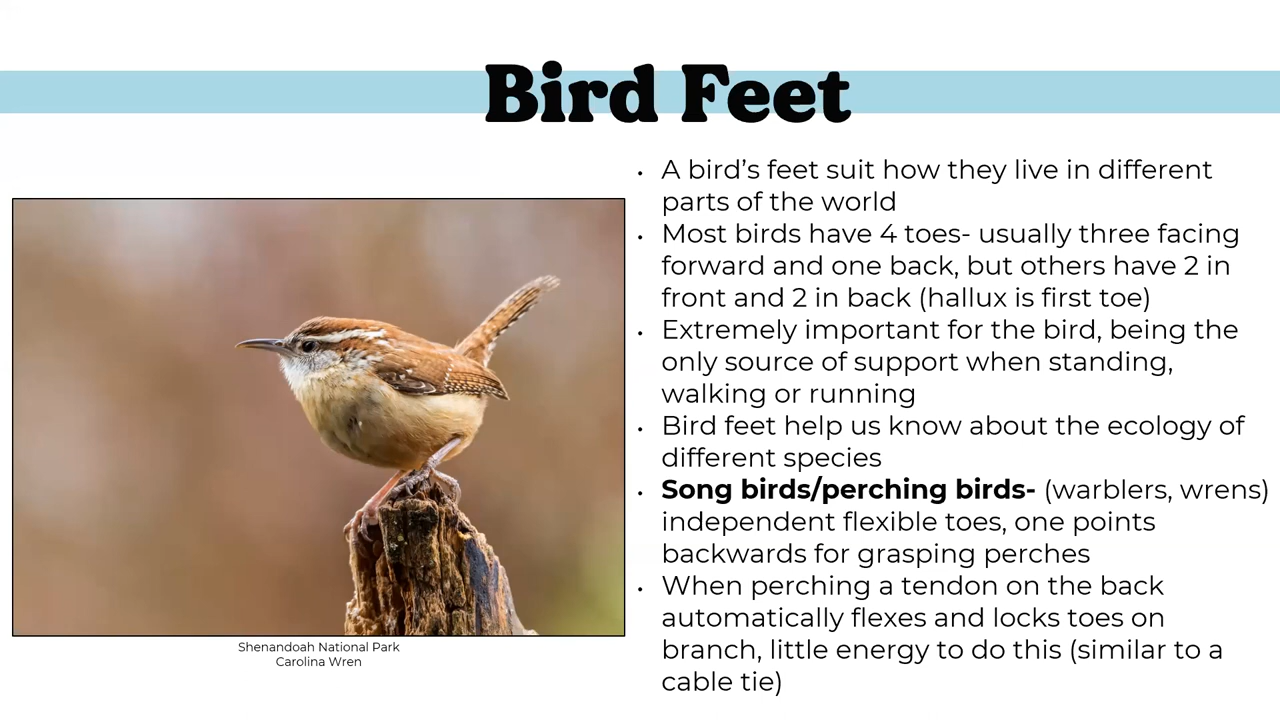 Bird Feet
A bird’s feet suit how they live in different
parts of the world
Most birds have 4 toes- usually three facing
forward and one back, but others have 2 in
front and 2 in back (hallux is first toe)
Extremely important for the bird, being the
only source of support when standing,
walking or running
Bird feet help us know about the ecology of
different species
Song birds/perching birds- (warblers, wrens)
independent flexible toes, one points
backwards for grasping perches
When perching a tendon on the back
automatically flexes and locks toes on
branch, little energy to do this (similar to a
cable tie)
Shenandoah National Park
Carolina Wren